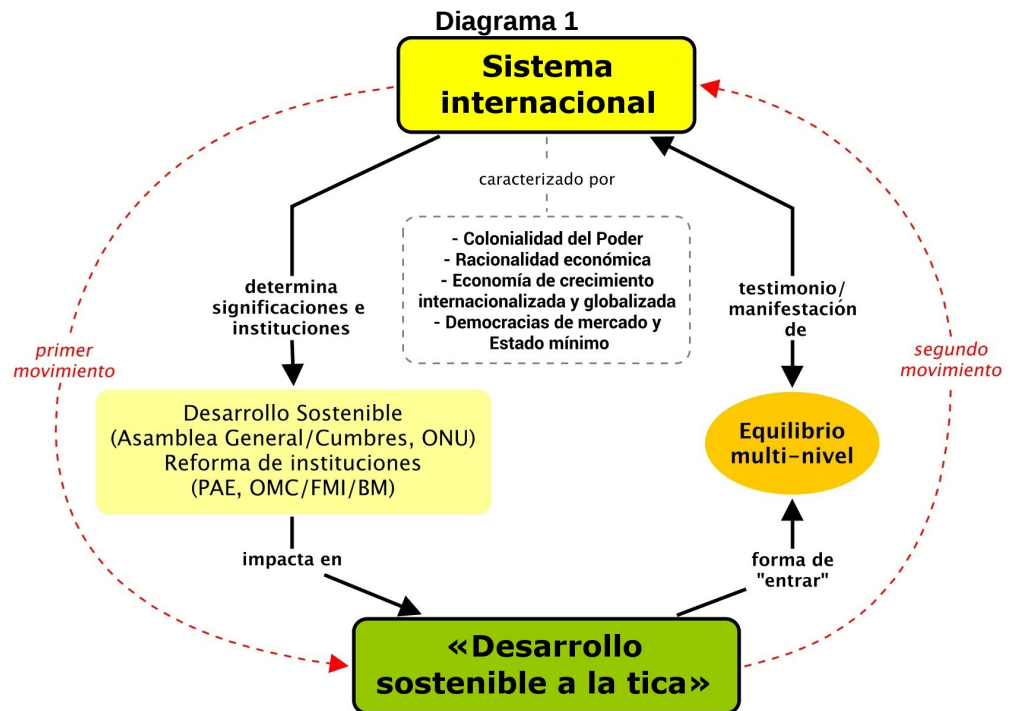 Diagrama 1
Sistema
internacional
caracterizado por
- Colonialidad del Poder
- Racionalidad económica
- Economía de crecimiento
internacionalizada y globalizada
- Democracias de mercado y
Estado mínimo
determina
significaciones e
instituciones
testimonio/
manifestación
de
primer
movimiento
segundo
movimiento
Desarrollo Sostenible
(Asamblea General/Cumbres, ONU)
Reforma de instituciones
(PAE, OMC/FMI/BM)
Equilibrio
multi-nivel
impacta en
forma de
"entrar"
«Desarrollo
sostenible a la tica»